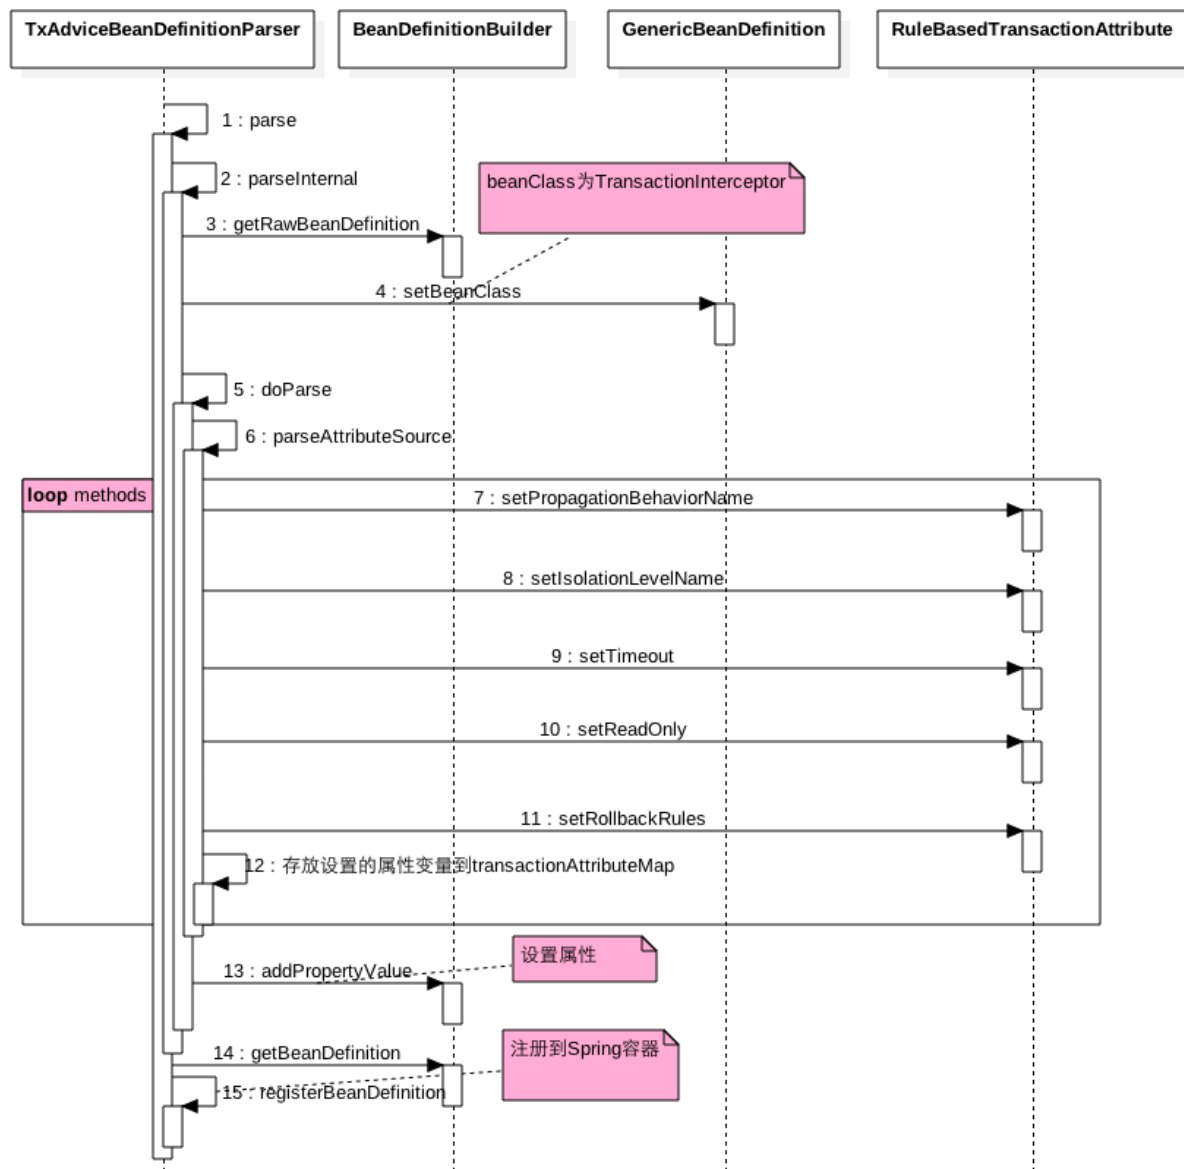 TxAdviceBeanDefinitionParser
BeanDefinitionBuilder
GenericBeanDefinition
RuleBasedTransactionAttribute
1 : parse
2 : parseInternal
beanClass为TransactionInterceptor
3 : getRawBeanDefinition
4 : setBeanClass
5 : doParse
6 : parseAttributeSource
loop methods
7 : setPropagationBehaviorName
8 : setIsolationLevelName
9 : setTimeout
10 : setReadOnly
11 : setRollbackRules
12 : 存放设置的属性变量到transactionAttributeMap
设置属性
13 : addPropertyValue
注册到Spring容器
14 : getBeanDefinition
15 : registerBeanDefinition